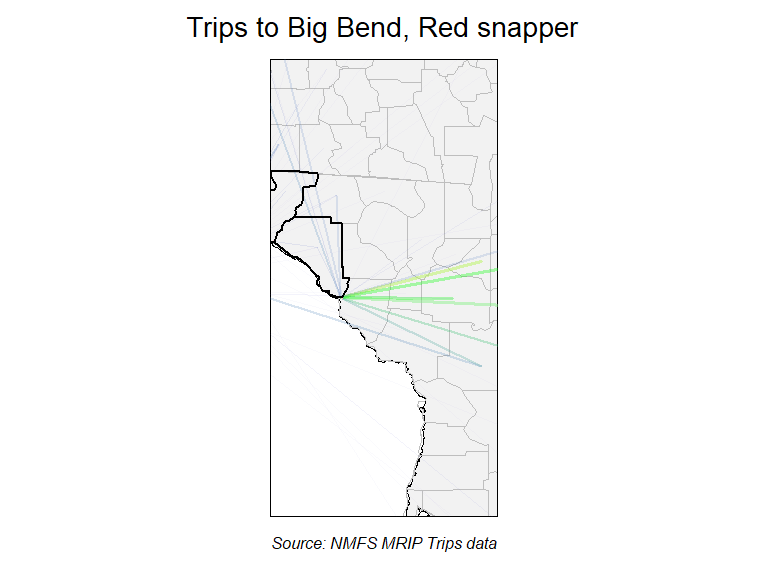 Trips to Big Bend, Red snapper
Source: NMFS MRIP Trips data